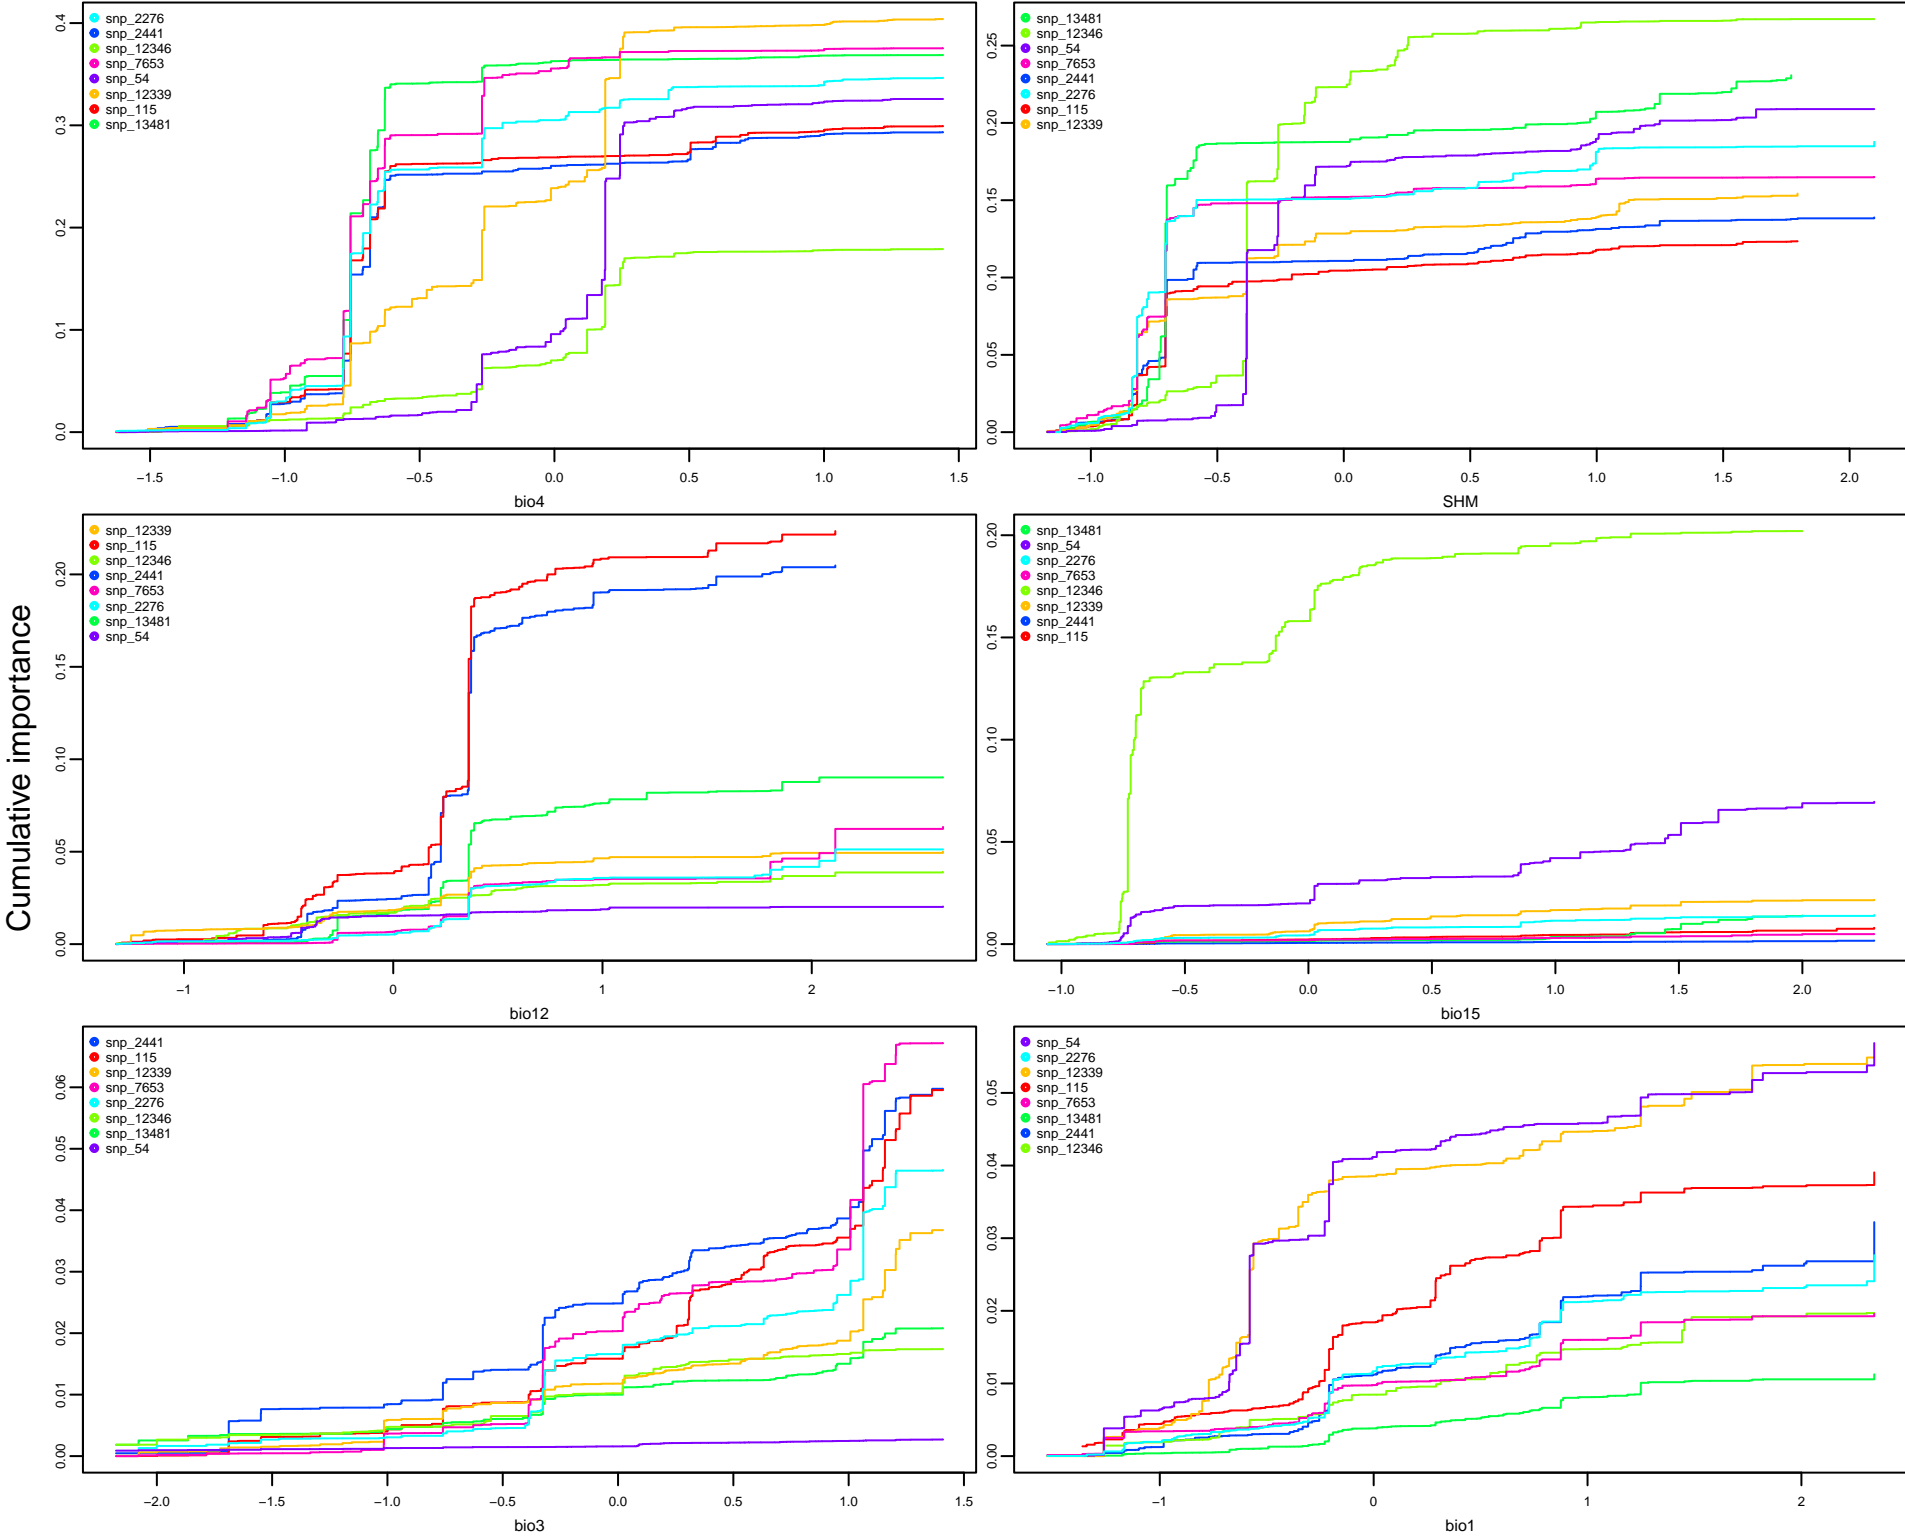 Cumulative importance
snp_2276
snp_2441
snp_12346
snp_7653
snp_54
snp_12339
snp_115
snp_13481
0.0 0.1 0.2 0.3 0.4
−1.5 −1.0 −0.5 0.0 0.5 1.0 1.5
bio4
snp_13481
snp_12346
snp_54
snp_7653
snp_2441
snp_2276
snp_115
snp_12339
0.00 0.05 0.10 0.15 0.20 0.25
−1.0 −0.5 0.0 0.5 1.0 1.5 2.0
SHM
snp_12339
snp_115
snp_12346
snp_2441
snp_7653
snp_2276
snp_13481
snp_54
0.00 0.05 0.10 0.15 0.20
−1 0 1 2
bio12
snp_13481
snp_54
snp_2276
snp_7653
snp_12346
snp_12339
snp_2441
snp_115
0.00 0.05 0.10 0.15 0.20
−1.0 −0.5 0.0 0.5 1.0 1.5 2.0
bio15
snp_2441
snp_115
snp_12339
snp_7653
snp_2276
snp_12346
snp_13481
snp_54
0.00 0.01 0.02 0.03 0.04 0.05 0.06
−2.0 −1.5 −1.0 −0.5 0.0 0.5 1.0 1.5
bio3
snp_54
snp_2276
snp_12339
snp_115
snp_7653
snp_13481
snp_2441
snp_12346
0.00 0.01 0.02 0.03 0.04 0.05
−1 0 1 2
bio1